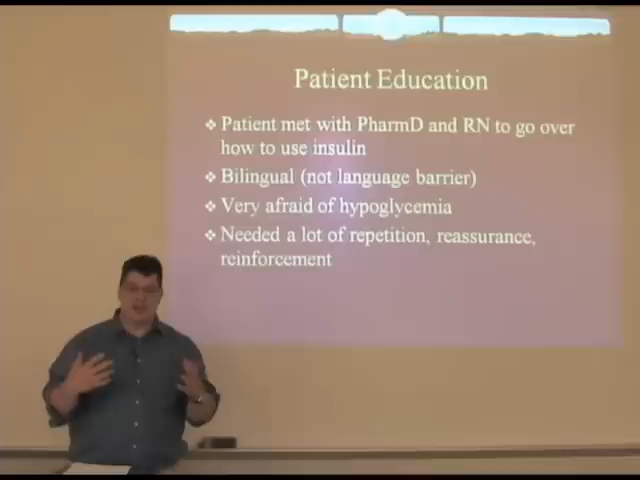 Patient Education
❖ Patient met with PharmD and RN to go over
how to use insulin
❖ Bilingual (not language barrier)
❖ Very afraid of hypoglycemia
❖ Needed a lot of repetition, reassurance,
reinforcement